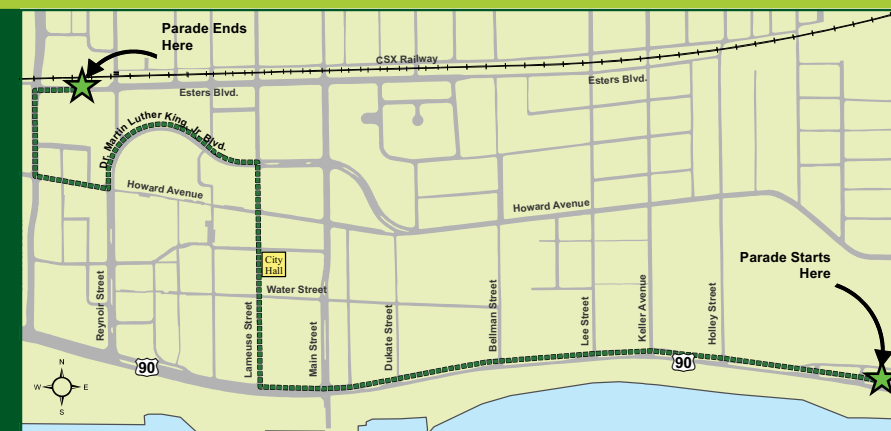 Parade Ends
Here
CSX Railway
Esters Blvd.
Esters Blvd.
Dr. Martin Luther King, Jr. Blvd.
Howard Avenue
Howard Avenue
City
Hall
Parade Starts
Here
Water Street
Reynoir Street
Lameuse Street
Main Street
Dukate Street
Bellman Street
Lee Street
Keller Avenue
Holley Street
90
90
N
W
E
S